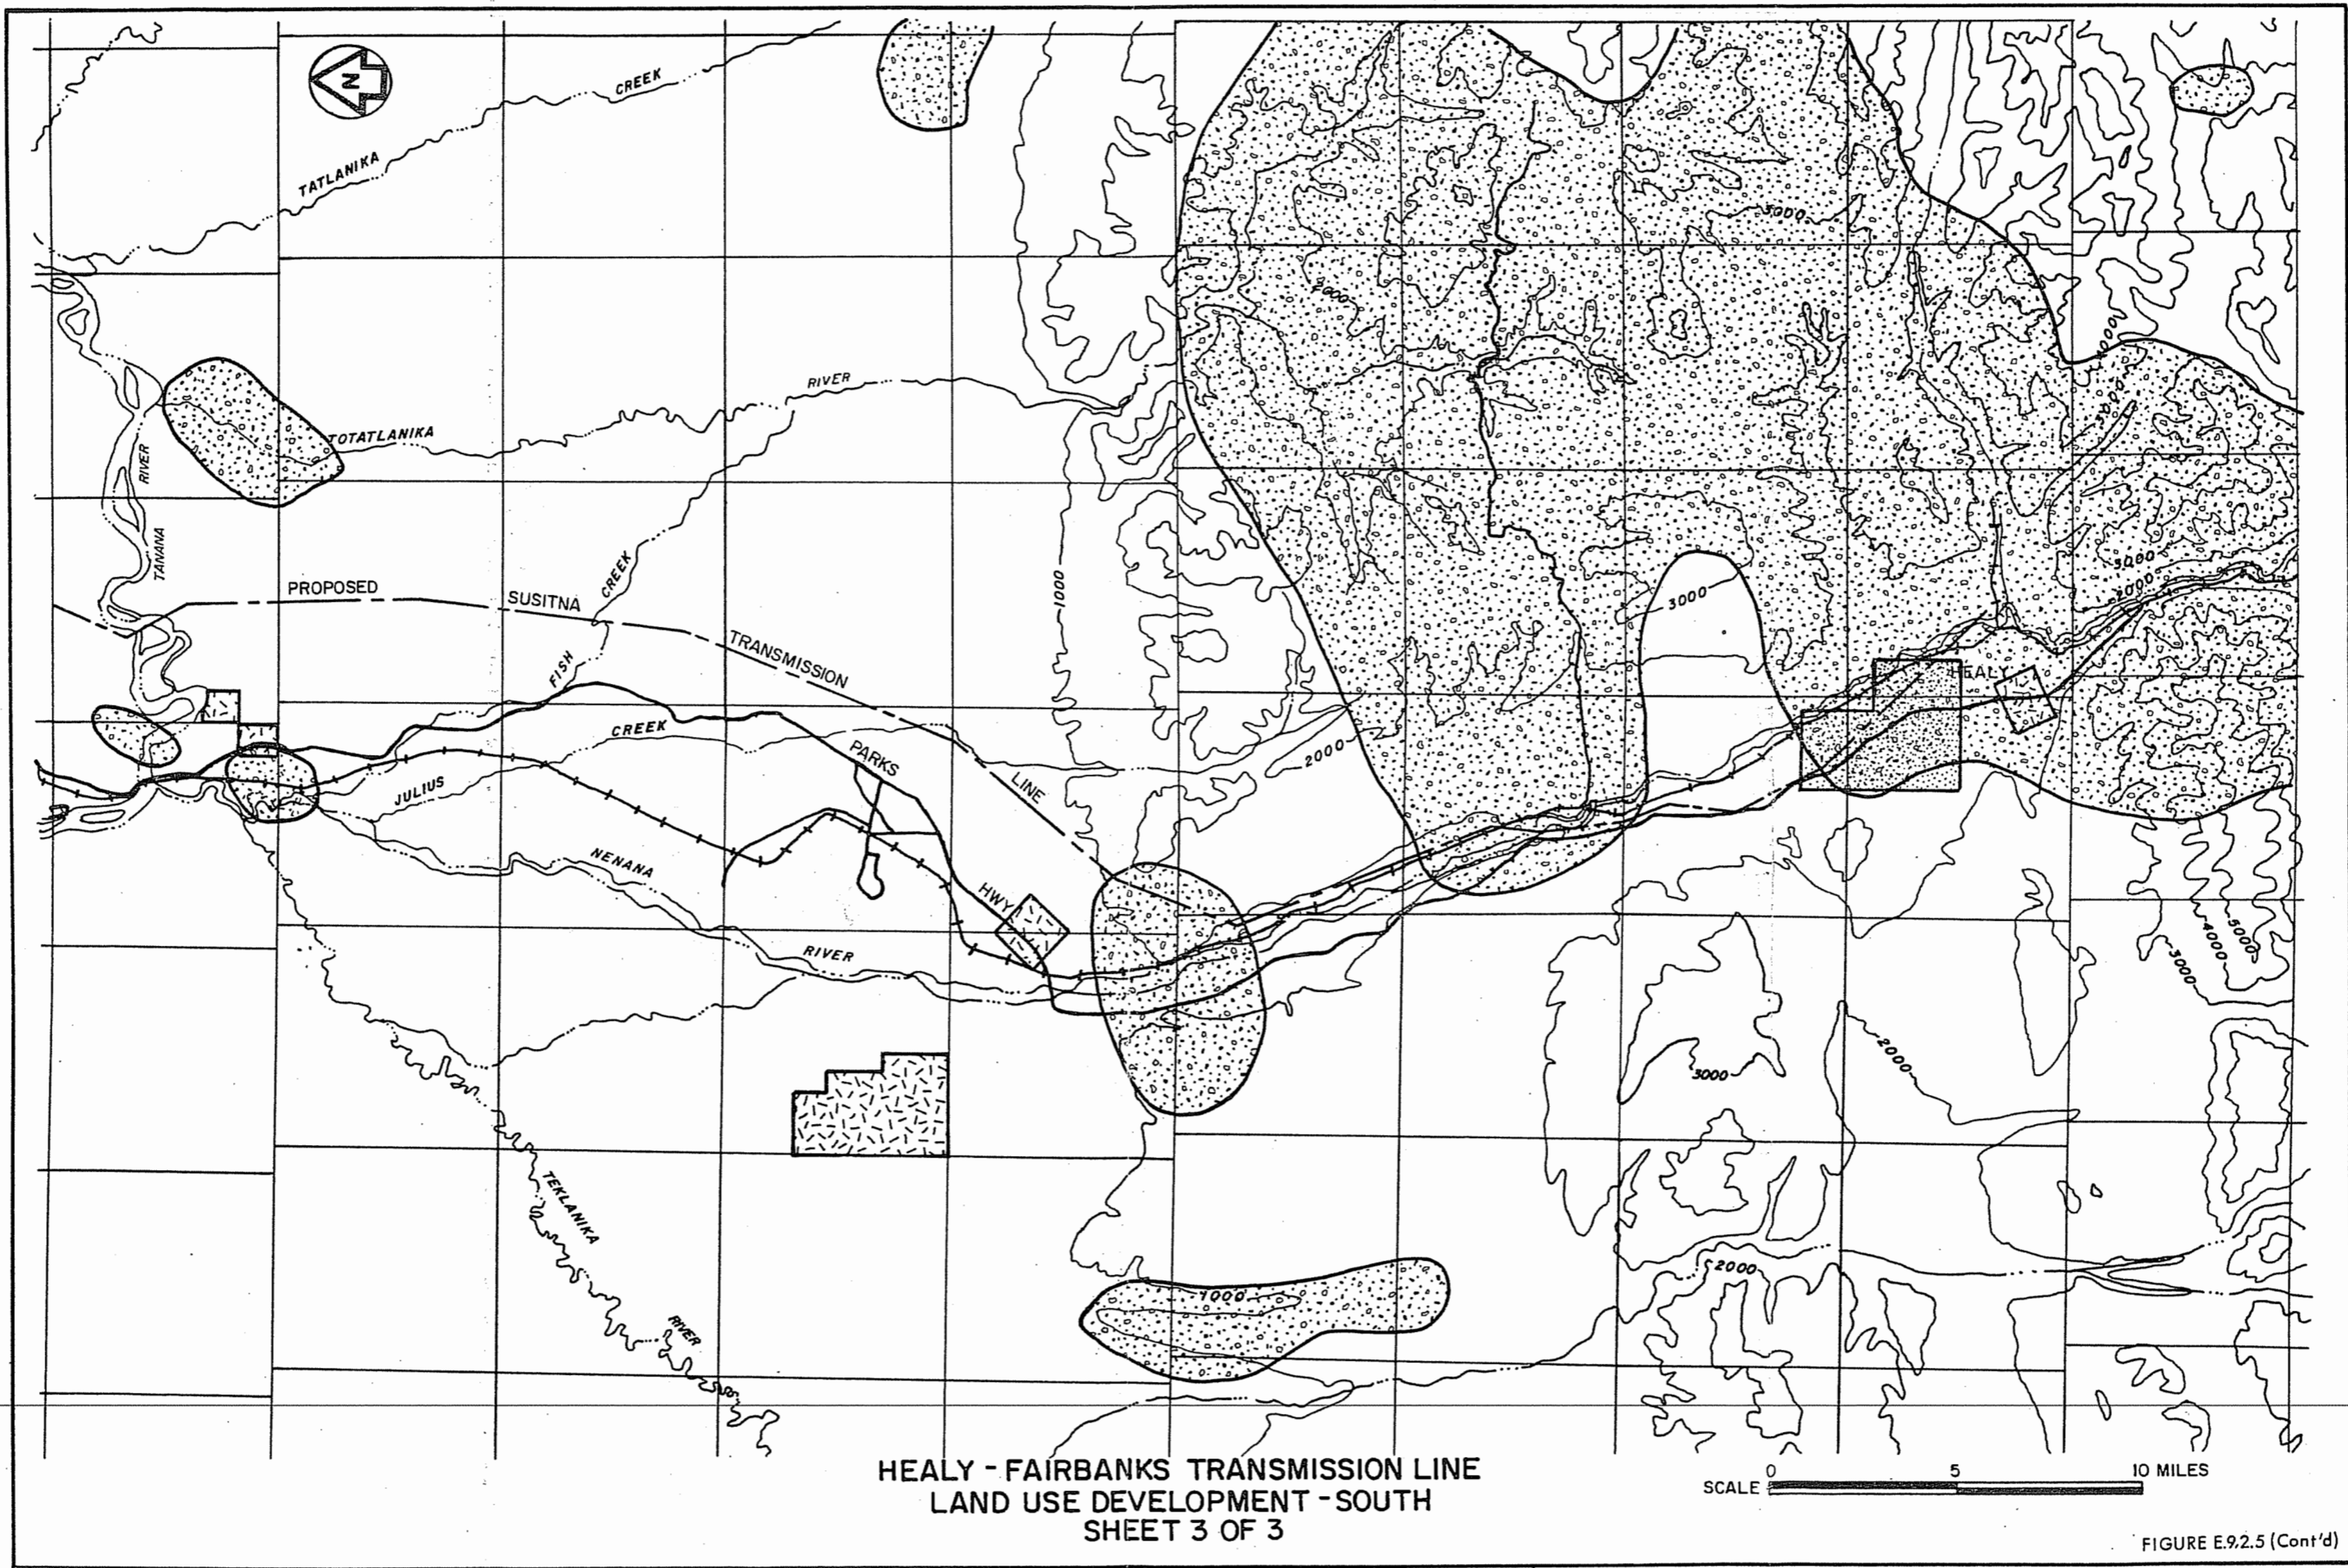 N
CREEK
TATLANIKA
RIVER
TOTATLANIKA
RIVER
TANANA
PROPOSED
SUSITNA
CREEK
FISH
TRANSMISSION
LINE
CREEK
JULIUS
PARKS
HWY
NENANA
RIVER
TEKLANIKA
RIVER
HEALY
1000
2000
3000
2000
3000
3000
2000
3000
4000
5000
3000
2000
2000
1000
HEALY - FAIRBANKS TRANSMISSION LINE
LAND USE DEVELOPMENT - SOUTH
SHEET 3 OF 3
0 5 10 MILES
SCALE
FIGURE E.9.2.5 (Cont'd)